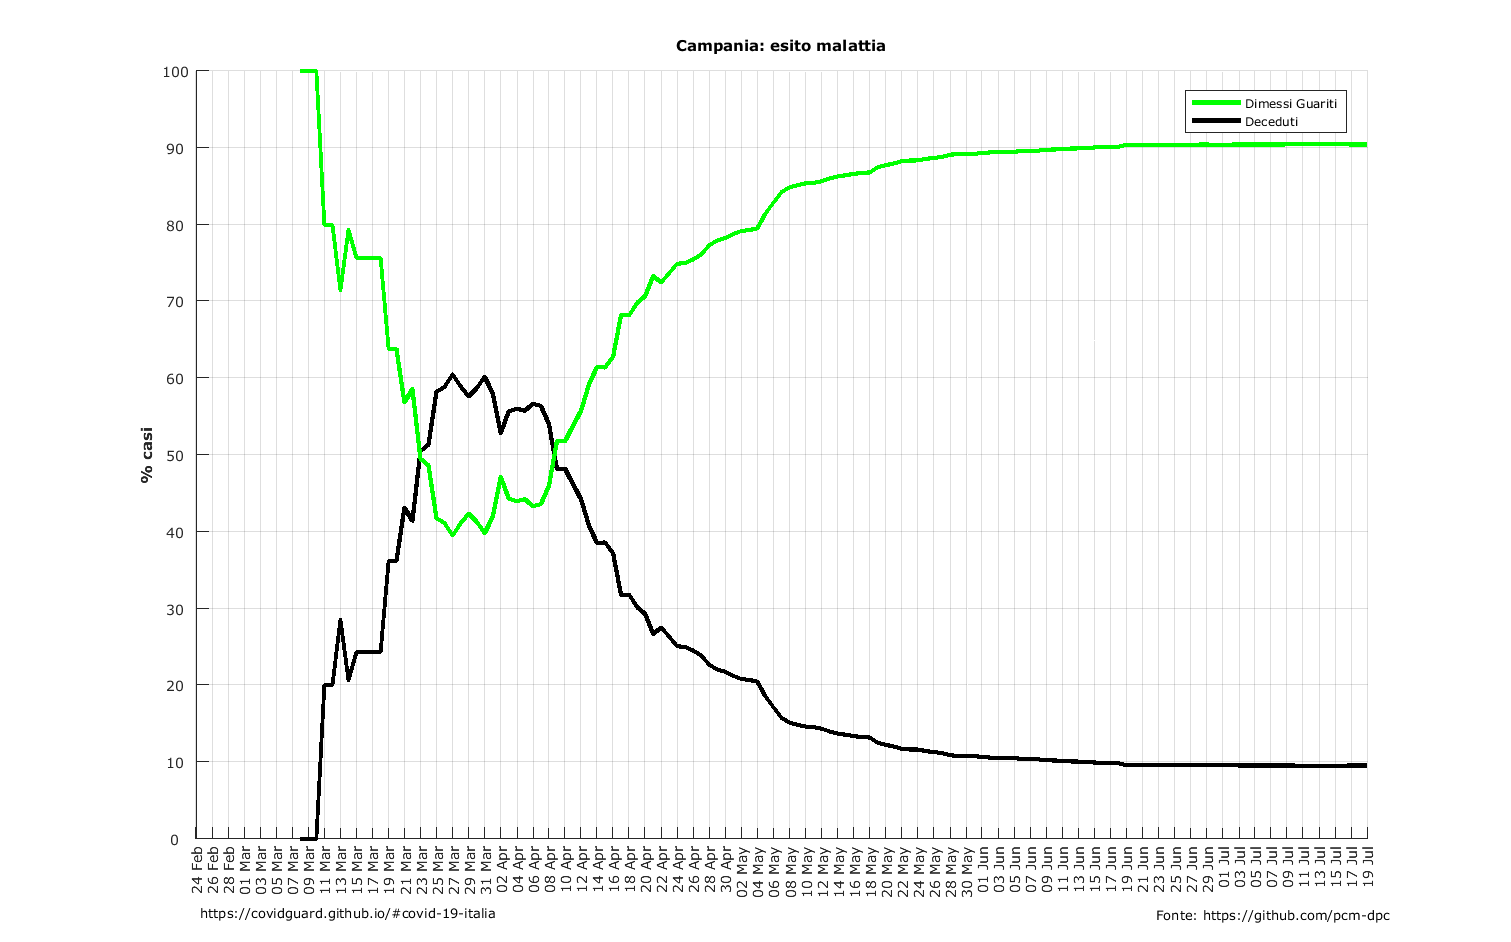 Campania: esito malattia
100
90
80
70
60
50
40
30
20
10
0
% casi
Dimessi Guariti
Deceduti
24 Feb
26 Feb
28 Feb
01 Mar
03 Mar
05 Mar
07 Mar
09 Mar
11 Mar
13 Mar
15 Mar
17 Mar
19 Mar
21 Mar
23 Mar
25 Mar
27 Mar
29 Mar
31 Mar
02 Apr
04 Apr
06 Apr
08 Apr
10 Apr
12 Apr
14 Apr
16 Apr
18 Apr
20 Apr
22 Apr
24 Apr
26 Apr
28 Apr
30 Apr
02 May
04 May
06 May
08 May
10 May
12 May
14 May
16 May
18 May
20 May
22 May
24 May
26 May
28 May
30 May
01 Jun
03 Jun
05 Jun
07 Jun
09 Jun
11 Jun
13 Jun
15 Jun
17 Jun
19 Jun
21 Jun
23 Jun
25 Jun
27 Jun
29 Jun
01 Jul
03 Jul
05 Jul
07 Jul
09 Jul
11 Jul
13 Jul
15 Jul
17 Jul
19 Jul
https://covidguard.github.io/#covid-19-italia
Fonte: https://github.com/pcm-dpc